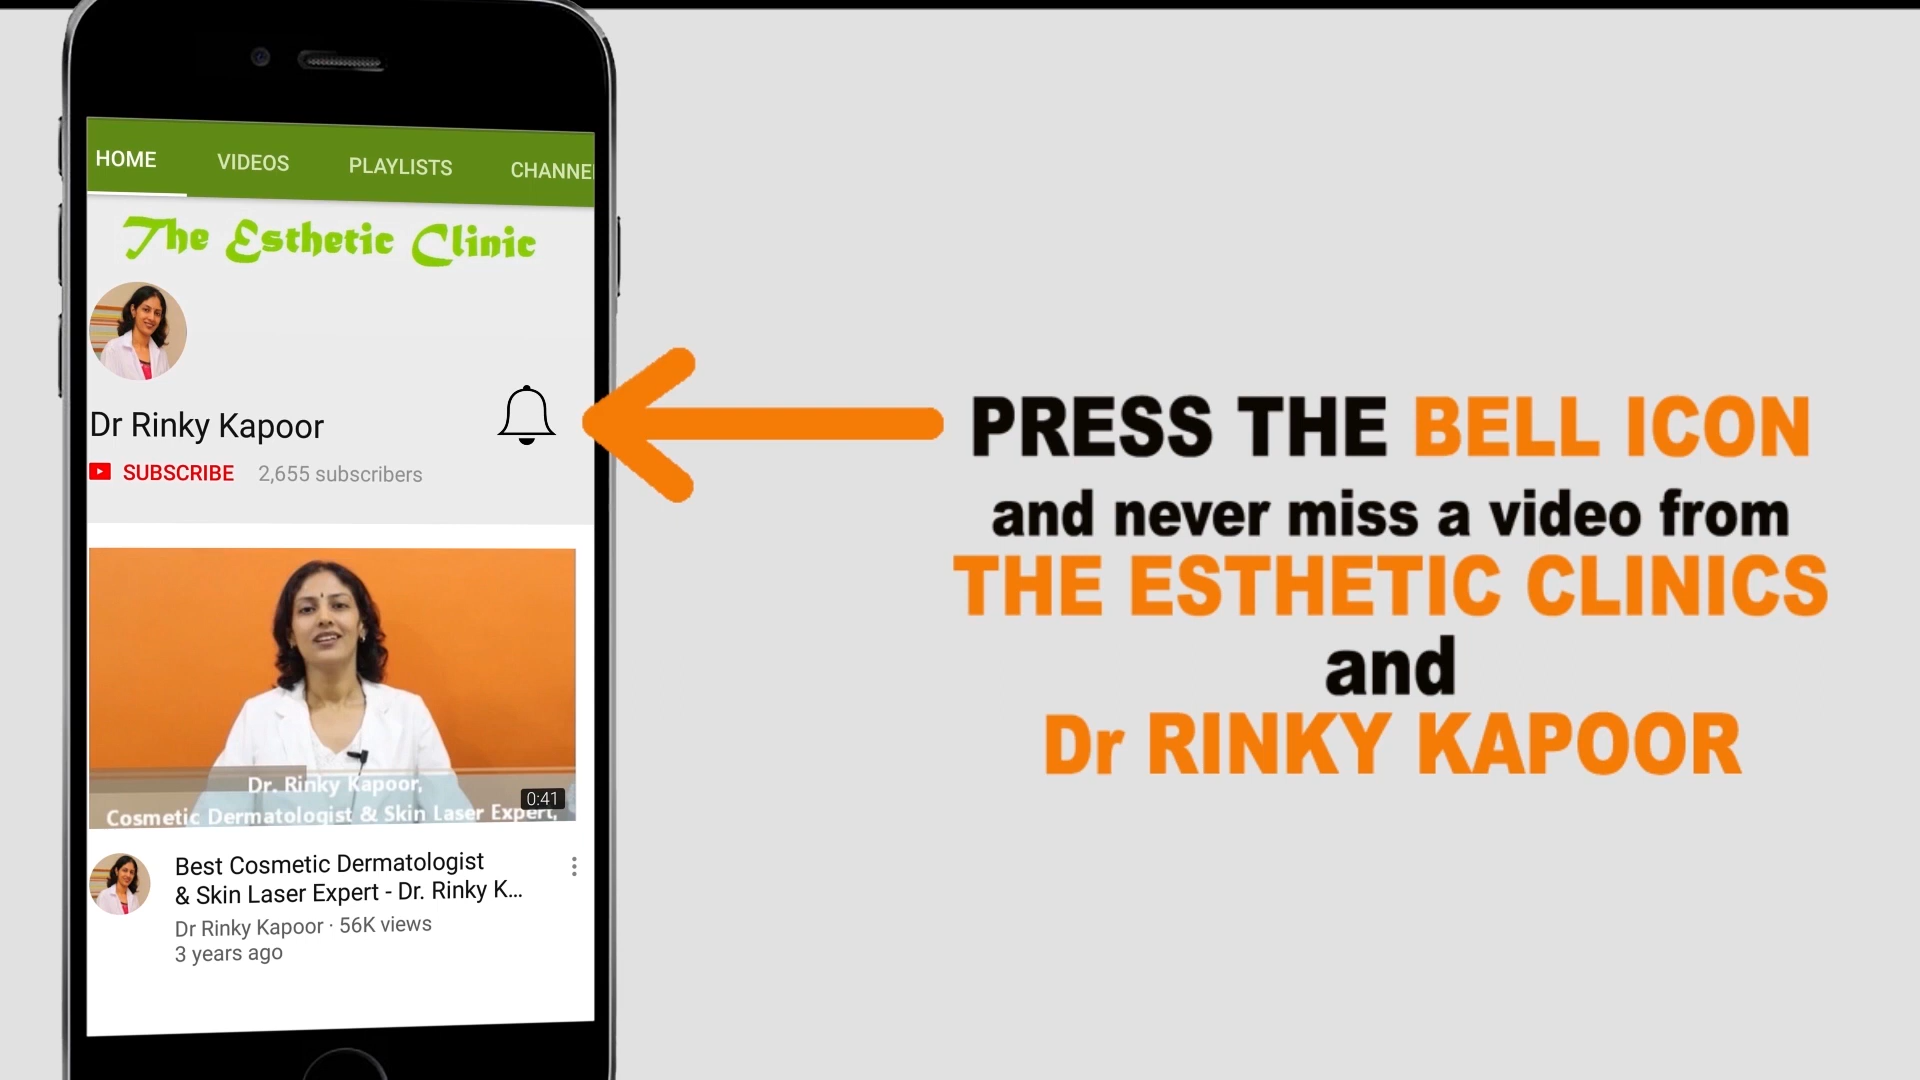 HOME VIDEOS PLAYLISTS CHANNE
The Esthetic Clinic
Dr Rinky Kapoor
SUBSCRIBE 2,655 subscribers
Dr. Rinky Kapoor,
0:41
Cosmetic Dermatologist & Skin Laser Expert,
Best Cosmetic Dermatologist
& Skin Laser Expert - Dr. Rinky K...
Dr Rinky Kapoor · 56K views
3 years ago
PRESS THE BELL ICON
and never miss a video from
THE ESTHETIC CLINICS
and
Dr RINKY KAPOOR